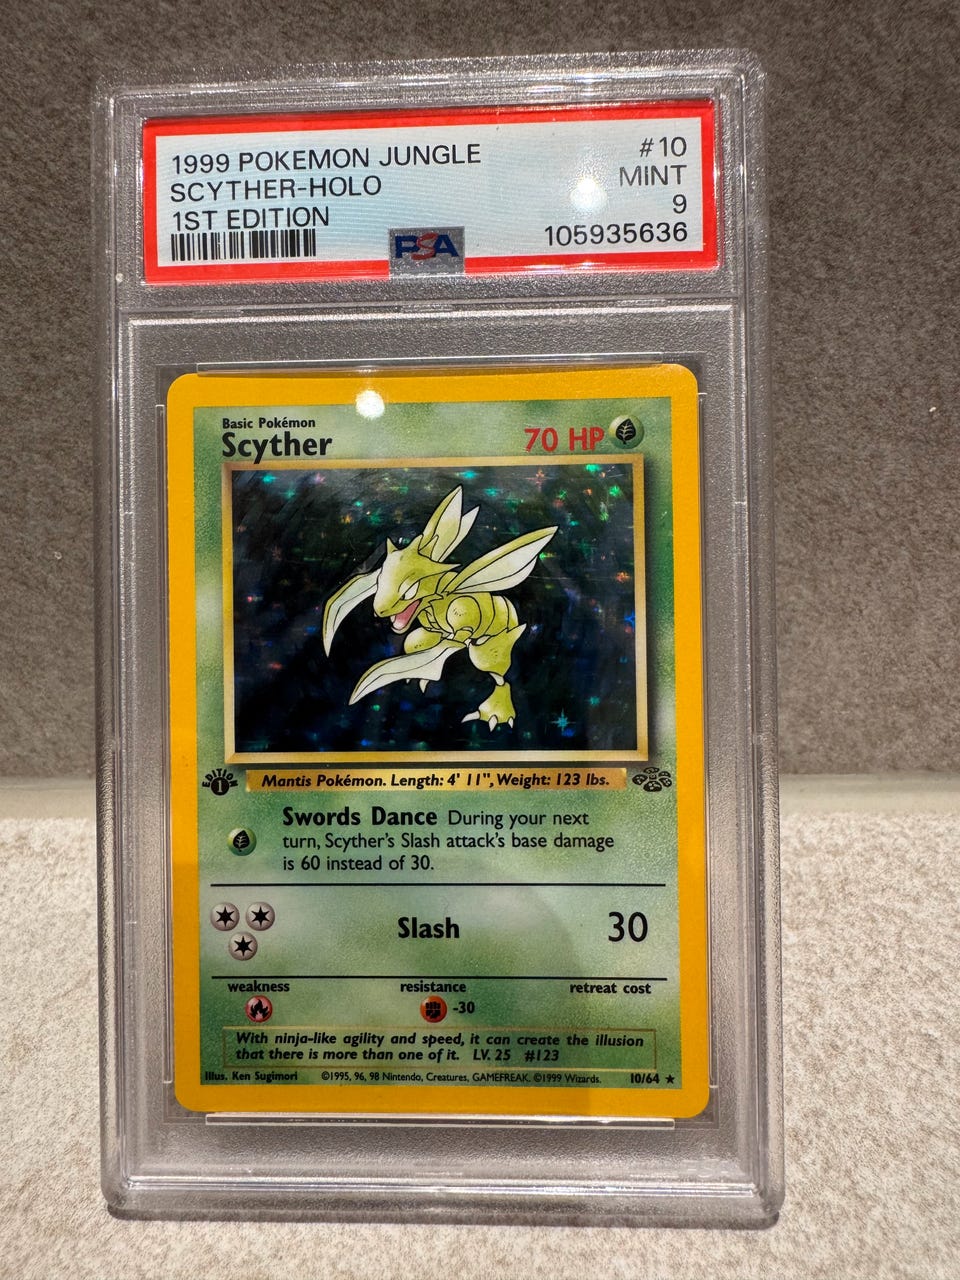 1999 POKEMON JUNGLE #10
SCYTHER-HOLO MINT
1ST EDITION 9
PSA 105935636
Basic Pokémon
Scyther 70 HP
EDITION
1
Mantis Pokémon. Length: 4' 11", Weight: 123 lbs.
Swords Dance During your next
turn, Scyther's Slash attack's base damage
is 60 instead of 30.
Slash 30
weakness resistance retreat cost
-30
With ninja-like agility and speed, it can create the illusion
that there is more than one of it. LV. 25 #123
Illus. Ken Sugimori ©1995, 96, 98 Nintendo, Creatures, GAMEFREAK. ©1999 Wizards. 10/64 ★